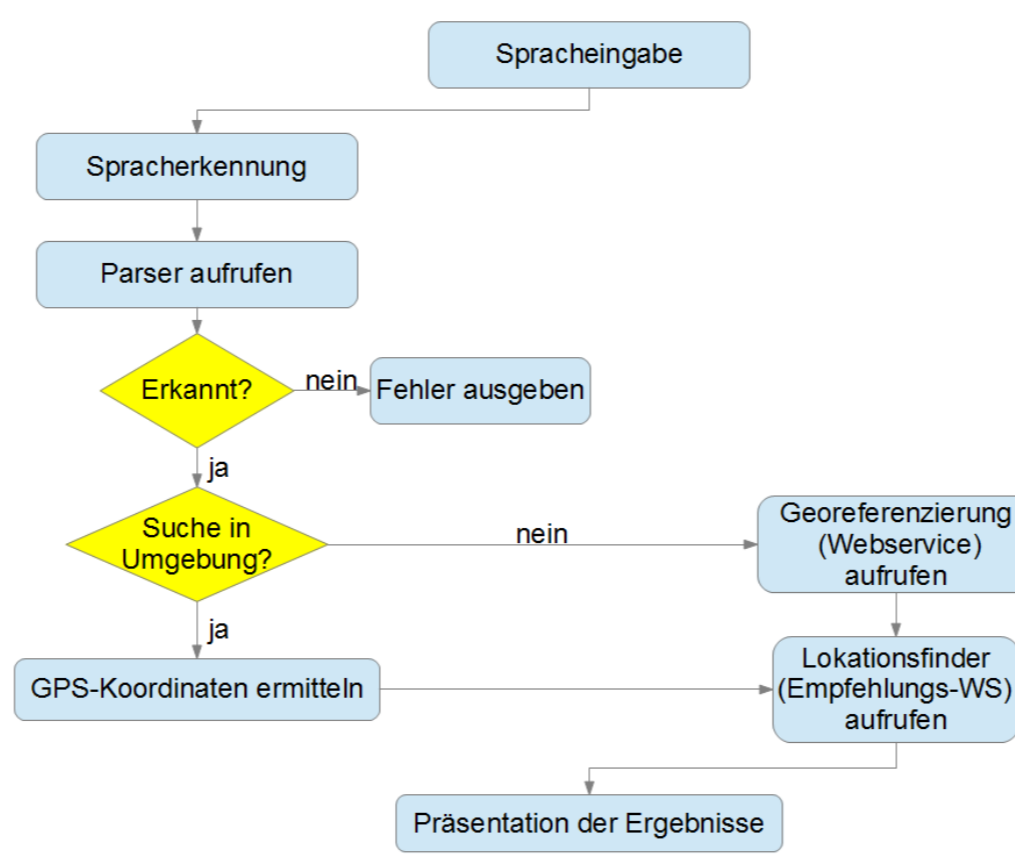 Spracheingabe
Spracherkennung
Parser aufrufen
Erkannt?
nein
Fehler ausgeben
ja
Suche in
Umgebung?
nein
Georeferenzierung
(Webservice)
aufrufen
ja
GPS-Koordinaten ermitteln
Lokationsfinder
(Empfehlungs-WS)
aufrufen
Präsentation der Ergebnisse